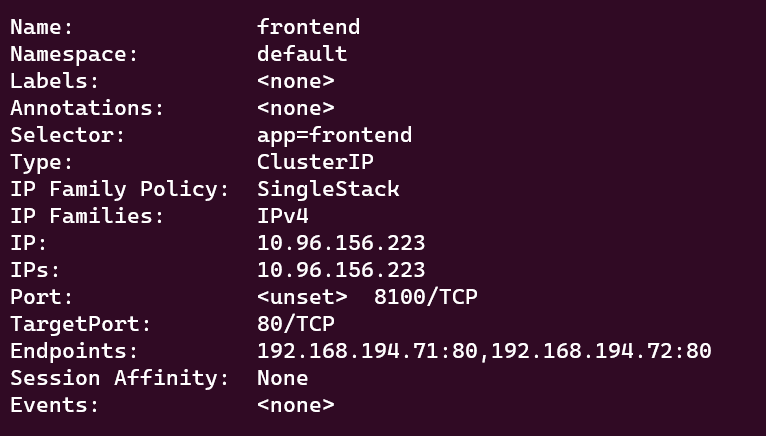 Name:              frontend
Namespace:         default
Labels:            <none>
Annotations:       <none>
Selector:          app=frontend
Type:              ClusterIP
IP Family Policy:  SingleStack
IP Families:       IPv4
IP:                10.96.156.223
IPs:               10.96.156.223
Port:              <unset>  8100/TCP
TargetPort:        80/TCP
Endpoints:         192.168.194.71:80,192.168.194.72:80
Session Affinity:  None
Events:            <none>